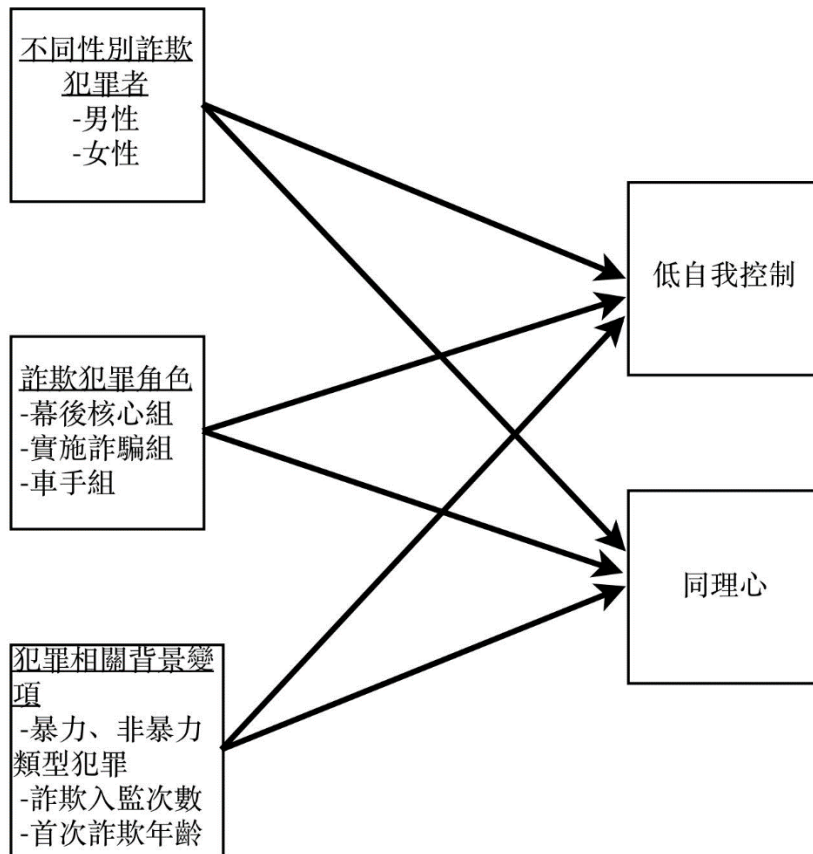 不同性別詐欺
犯罪者
-男性
-女性
低自我控制
詐欺犯罪角色
-幕後核心組
-實施詐騙組
-車手組
同理心
犯罪相關背景變
項
-暴力、非暴力
類型犯罪
-詐欺入監次數
-首次詐欺年齡